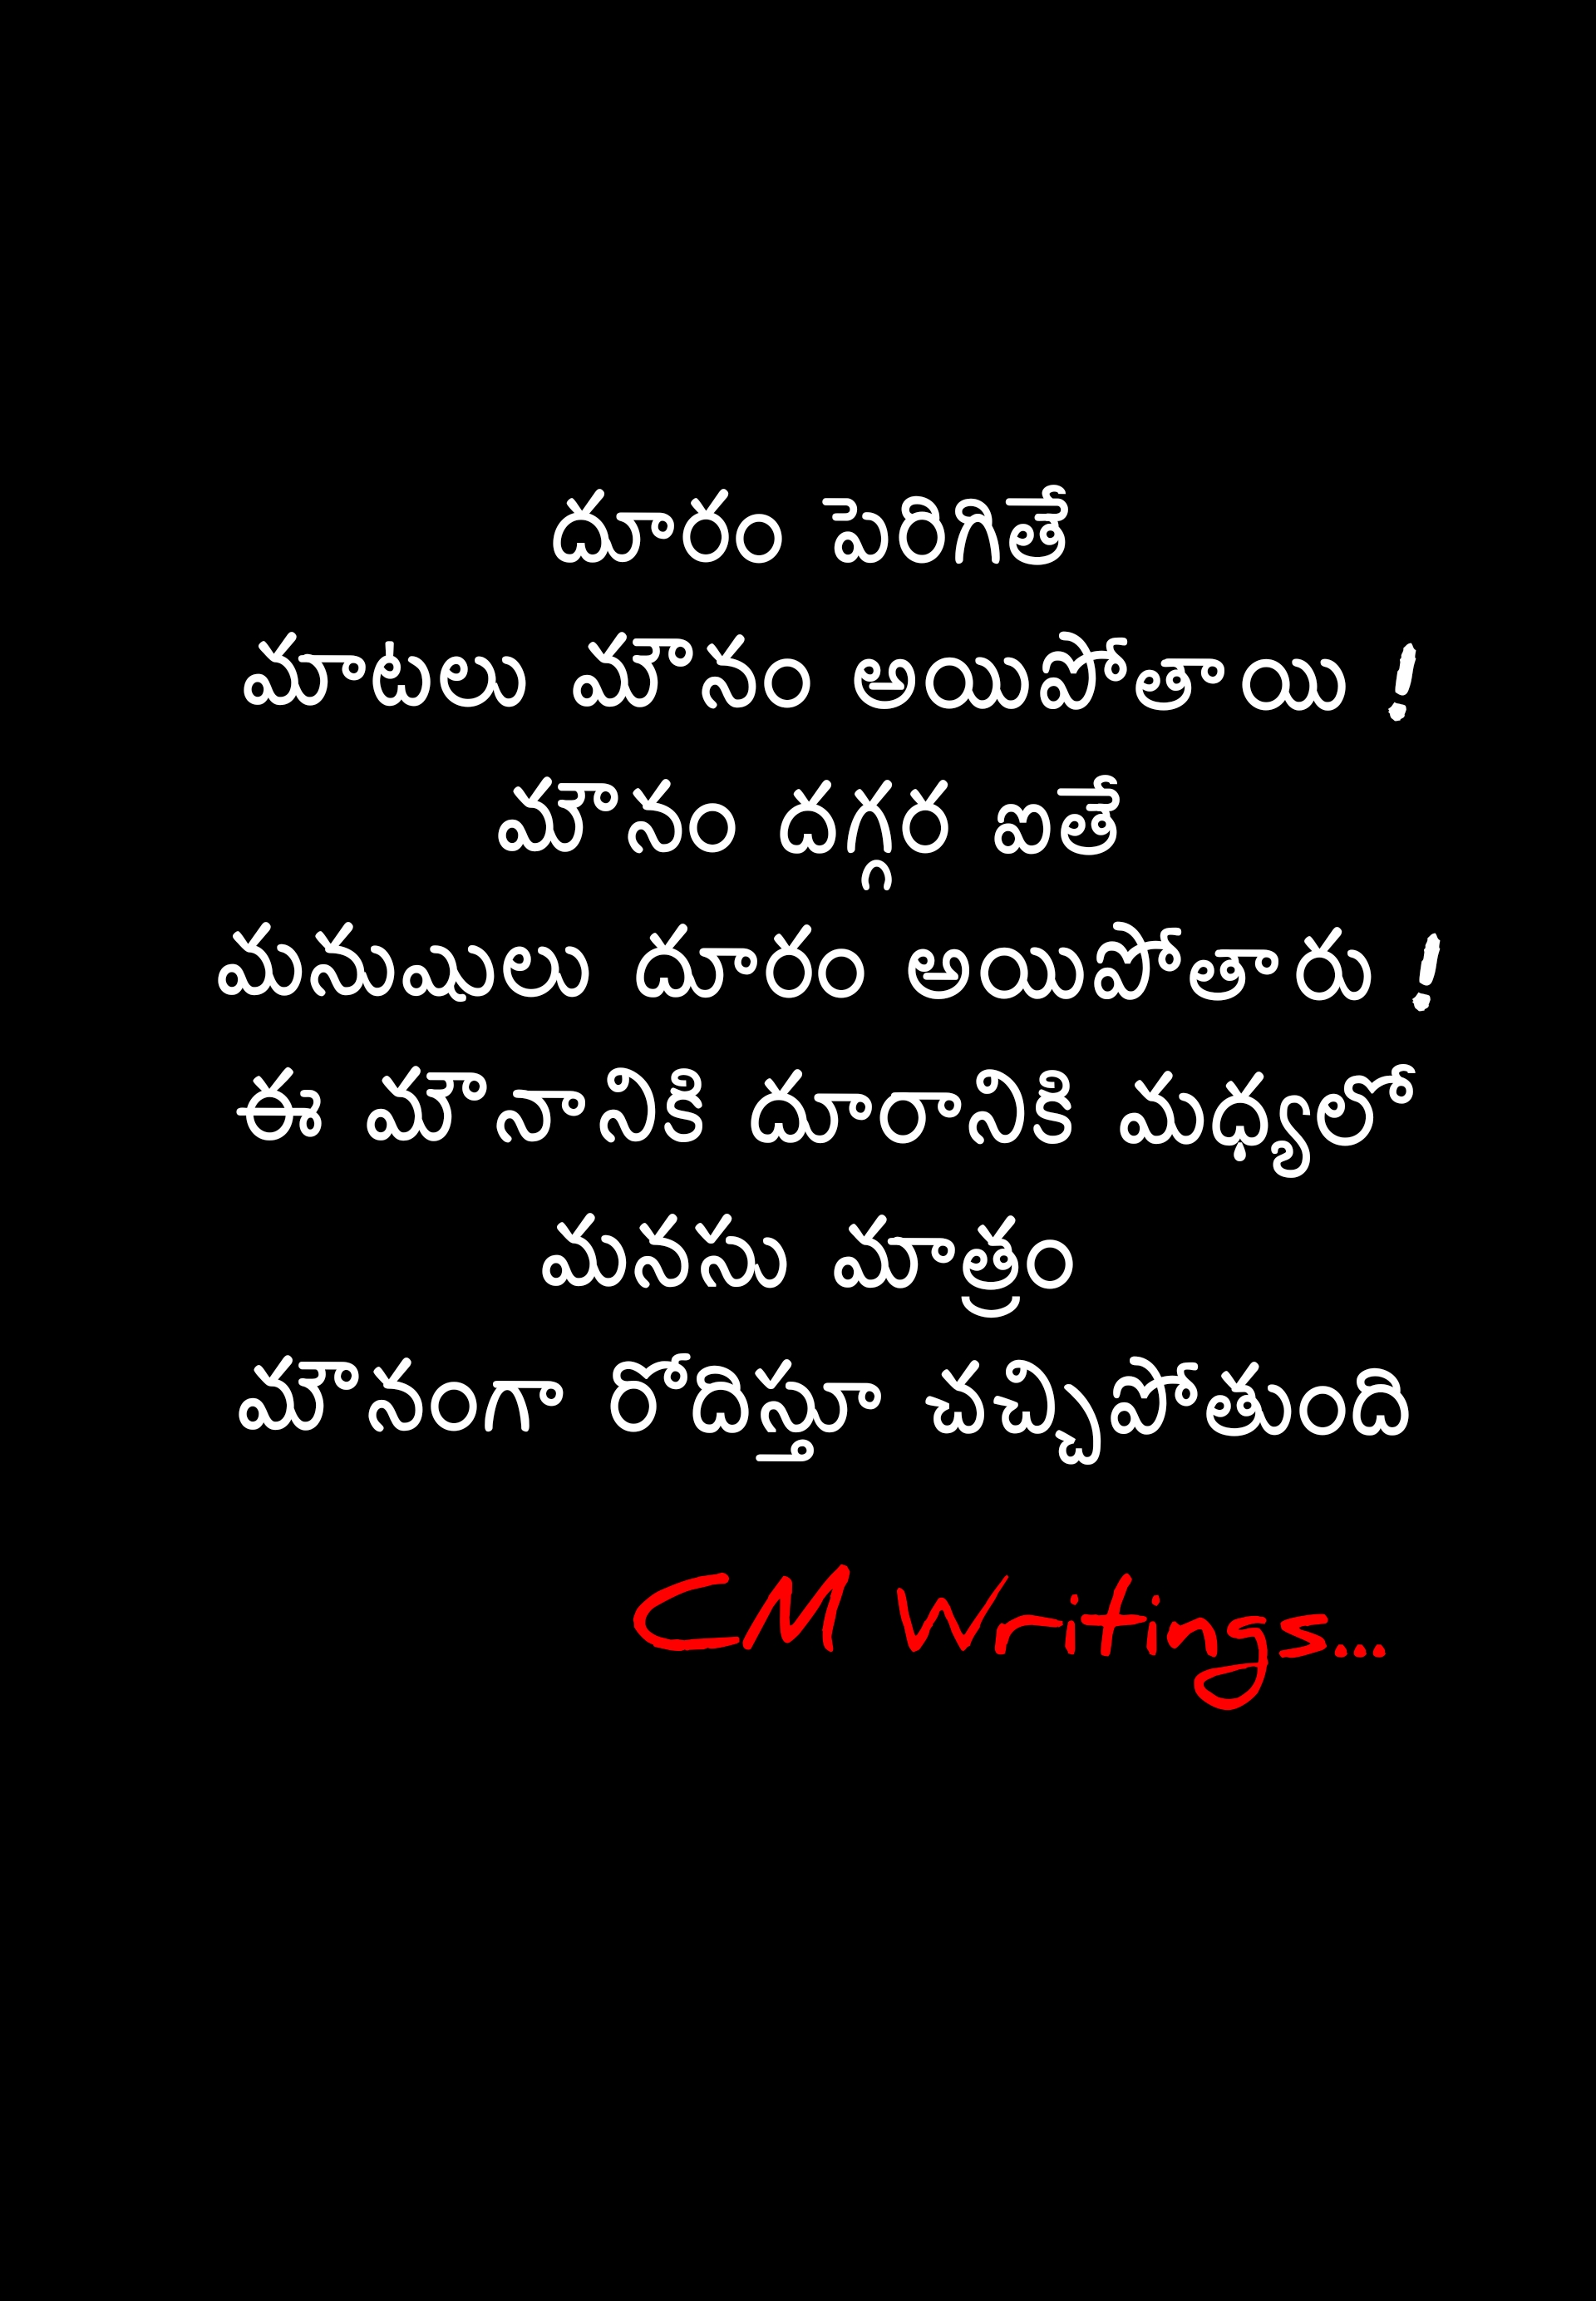 దూరం పెరిగితే
మాటలు మౌనం అయిపోతాయి !
మౌనం దగ్గర ఐతే
మనుషులు దూరం అయిపోతారు !
ఈ మౌనానికి దూరానికి మధ్యలో
మనసు మాత్రం
మౌనంగా రోదిస్తూ చచ్చిపోతుంది
CM Writings...